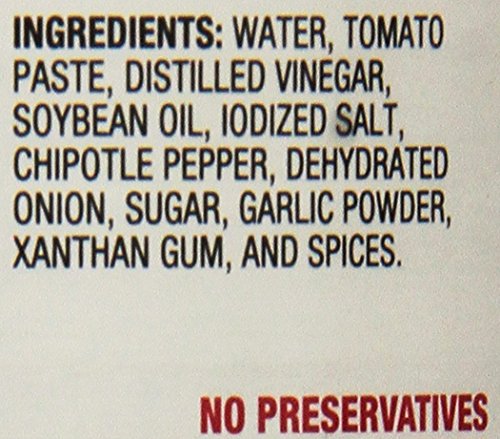 INGREDIENTS: WATER, TOMATO
PASTE, DISTILLED VINEGAR,
SOYBEAN OIL, IODIZED SALT,
CHIPOTLE PEPPER, DEHYDRATED
ONION, SUGAR, GARLIC POWDER,
XANTHAN GUM, AND SPICES.
NO PRESERVATIVES